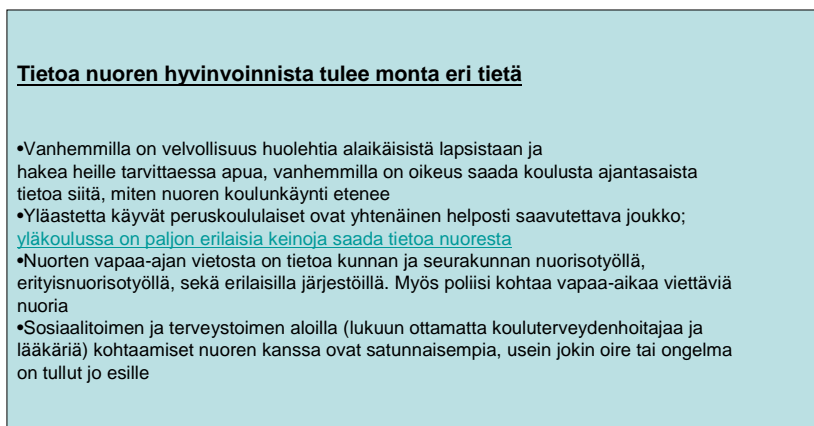 Tietoa nuoren hyvinvoinnista tulee monta eri tietä
•Vanhemmilla on velvollisuus huolehtia alaikäisistä lapsistaan ja
hakea heille tarvittaessa apua, vanhemmilla on oikeus saada koulusta ajantasaista
tietoa siitä, miten nuoren koulunkäynti etenee
•Yläastetta käyvät peruskoululaiset ovat yhtenäinen helposti saavutettava joukko;
yläkoulussa on paljon erilaisia keinoja saada tietoa nuoresta
•Nuorten vapaa-ajan vietosta on tietoa kunnan ja seurakunnan nuorisotyöllä,
erityisnuorisotyöllä, sekä erilaisilla järjestöillä. Myös poliisi kohtaa vapaa-aikaa viettäviä
nuoria
•Sosiaalitoimen ja terveystoimen aloilla (lukuun ottamatta kouluterveydenhoitajaa ja
lääkäriä) kohtaamiset nuoren kanssa ovat satunnaisempia, usein jokin oire tai ongelma
on tullut jo esille